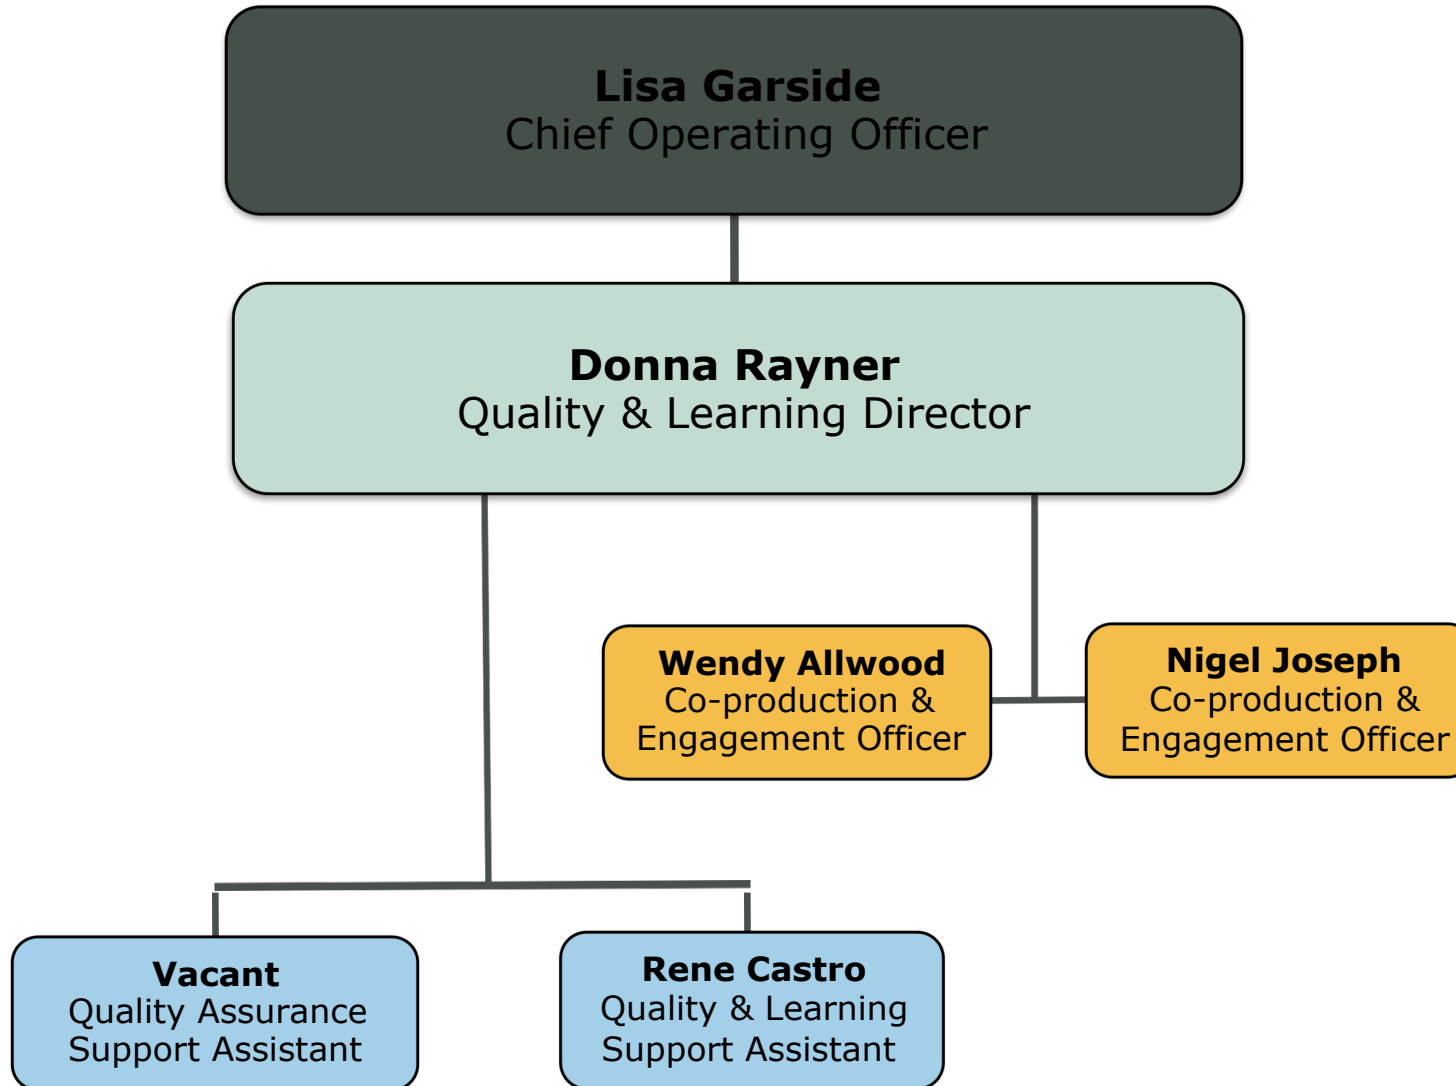 Lisa Garside
Chief Operating Officer
Donna Rayner
Quality & Learning Director
Wendy Allwood
Co-production &
Engagement Officer
Nigel Joseph
Co-production &
Engagement Officer
Vacant
Quality Assurance
Support Assistant
Rene Castro
Quality & Learning
Support Assistant